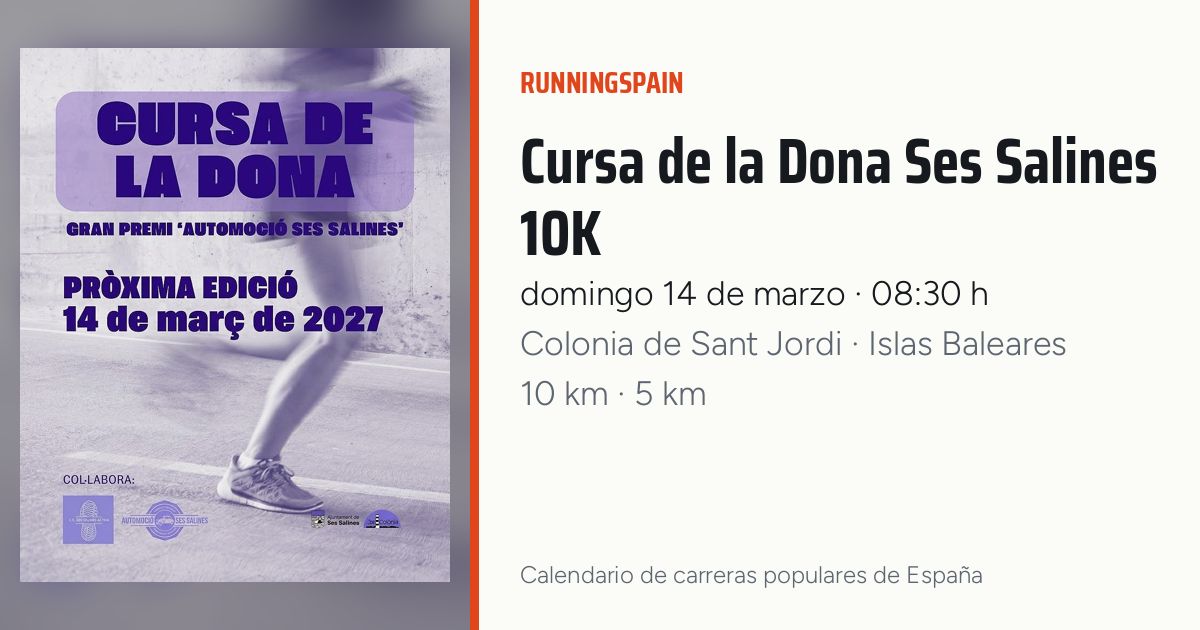 CURSA DE
LA DONA
GRAN PREMI ‘AUTOMOCIÓ SES SALINES’
PRÒXIMA EDICIÓ
14 de març de 2027
COL·LABORA:
AUTOMOCIÓ SES SALINES
Ajuntament de
Ses Salines
RUNNINGSPAIN
Cursa de la Dona Ses Salines
10K
domingo 14 de marzo · 08:30 h
Colonia de Sant Jordi · Islas Baleares
10 km · 5 km
Calendario de carreras populares de España